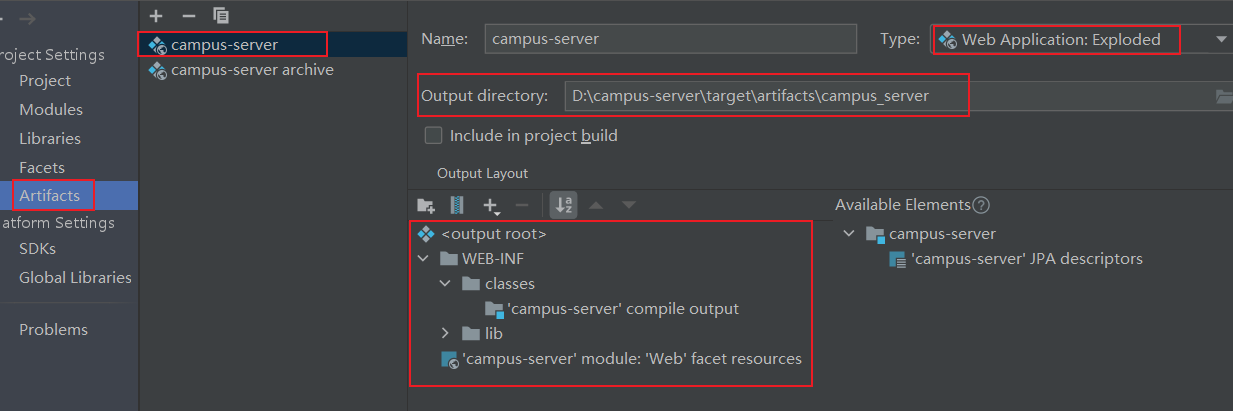 roject Settings
Project
Modules
Libraries
Facets
Artifacts
atform Settings
SDKs
Global Libraries
Problems
campus-server
campus-server archive
Name: campus-server Type: Web Application: Exploded
Output directory: D:\campus-server\target\artifacts\campus_server
Include in project build
Output Layout
a
z
<output root>
WEB-INF
classes
'campus-server' compile output
lib
'campus-server' module: 'Web' facet resources
Available Elements ?
campus-server
'campus-server' JPA descriptors